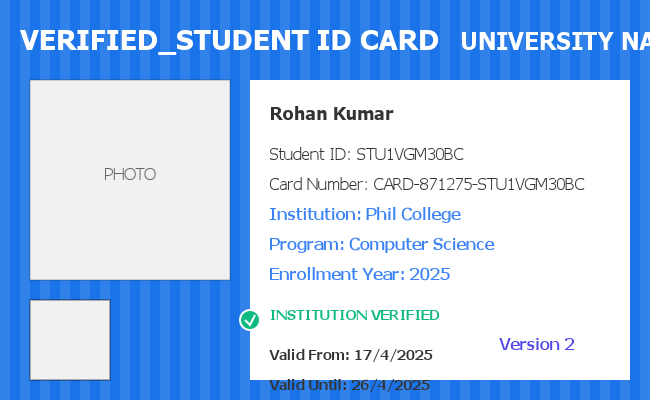 VERIFIED_STUDENT ID CARD UNIVERSITY NA
PHOTO
Rohan Kumar
Student ID: STU1VGM30BC
Card Number: CARD-871275-STU1VGM30BC
Institution: Phil College
Program: Computer Science
Enrollment Year: 2025
INSTITUTION VERIFIED
Version 2
Valid From: 17/4/2025
Valid Until: 26/4/2025